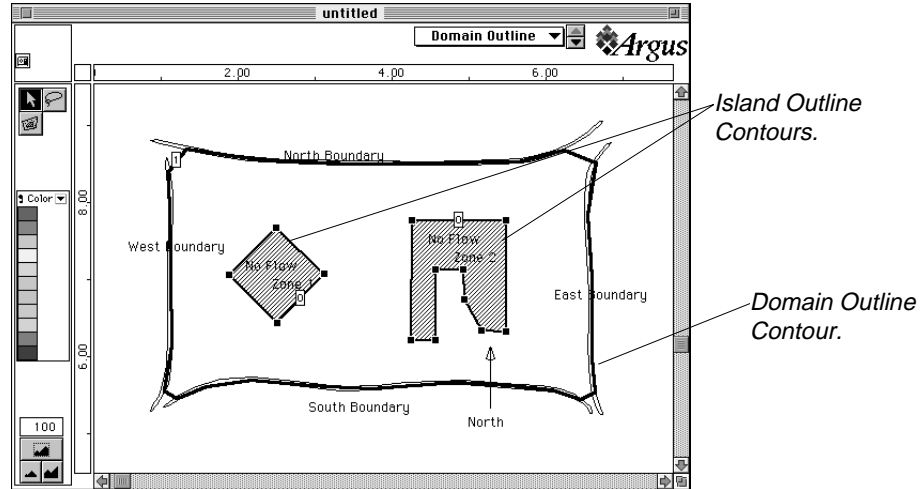 untitled
Domain Outline
Argus
2.00 4.00 6.00
Island Outline
Contours.
1
North Boundary
Color
8.00
0
No Flow
Zone 2
West Boundary
No Flow
Zone 1
0
East Boundary
Domain Outline
Contour.
6.00
South Boundary
North
100